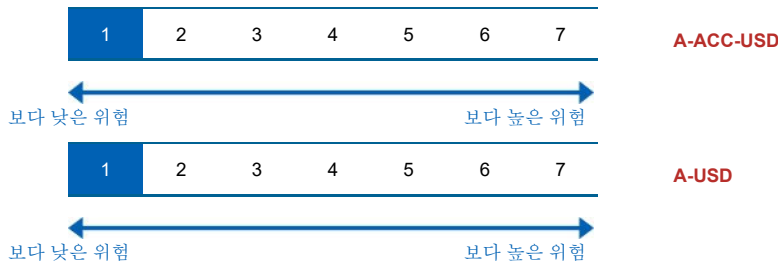 1 2 3 4 5 6 7 A-ACC-USD
보다 낮은 위험 보다 높은 위험
1 2 3 4 5 6 7 A-USD
보다 낮은 위험 보다 높은 위험